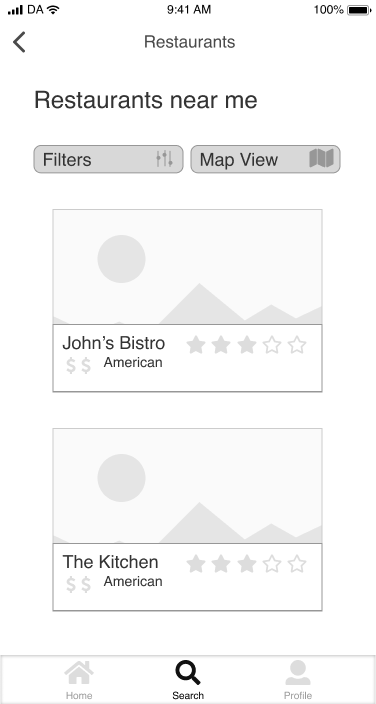 DA 9:41 AM 100%
Restaurants
Restaurants near me
Filters Map View
John's Bistro
$ $ American
The Kitchen
$ $ American
Home Search Profile